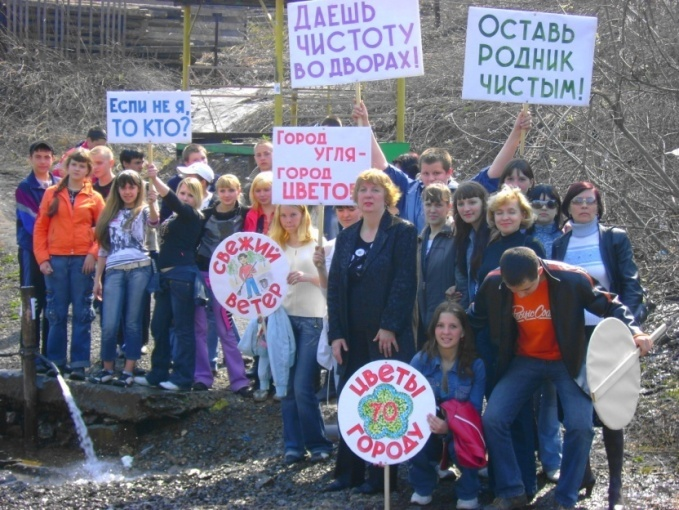 ДАЕШЬ
ЧИСТОТУ
ВО ДВОРАХ!
ОСТАВЬ
РОДНИК
ЧИСТЫМ!
ЕСЛИ НЕ Я,
ТО КТО?
ГОРОД
УГЛЯ-
ГОРОД
ЦВЕТОВ
СВЕЖИЙ
ВЕТЕР
ЦВЕТЫ
70
ГОРОДУ